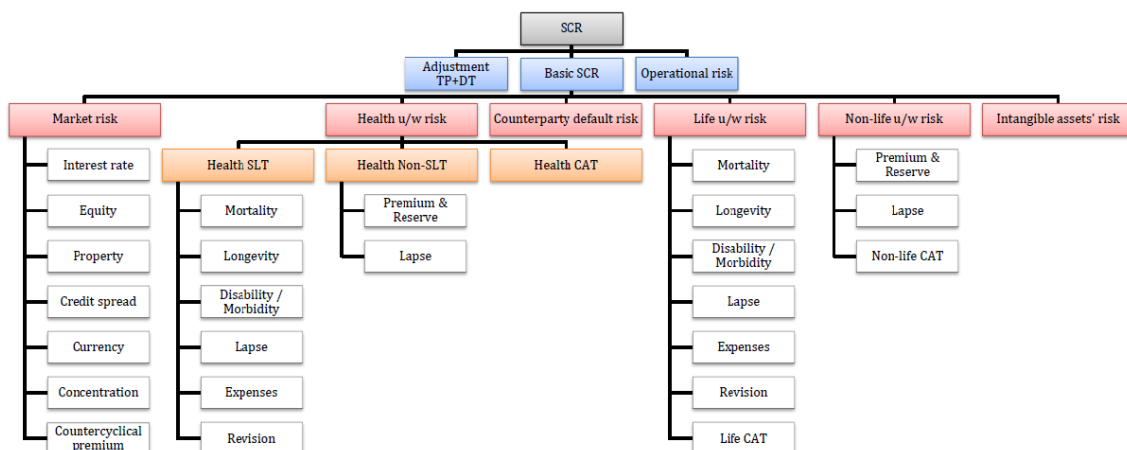 SCR
Adjustment
TP+DT
Basic SCR
Operational risk
Market risk
Health u/w risk
Counterparty default risk
Life u/w risk
Non-life u/w risk
Intangible assets' risk
Interest rate
Equity
Property
Credit spread
Currency
Concentration
Countercyclical
premium
Health SLT
Health Non-SLT
Health CAT
Mortality
Longevity
Disability /
Morbidity
Lapse
Expenses
Revision
Premium &
Reserve
Lapse
Mortality
Longevity
Disability /
Morbidity
Lapse
Expenses
Revision
Life CAT
Premium &
Reserve
Lapse
Non-life CAT